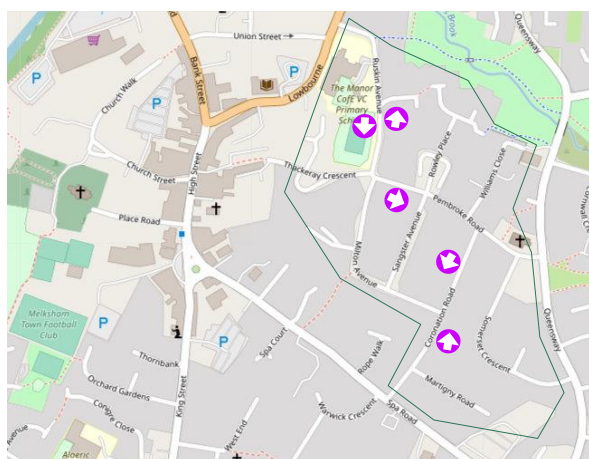 Union Street →
Queensway
Brook
P
P
Bank Street
Lowbourne
P
Ruskin Avenue
The Manor
CofE VC
Primary
School
Church Walk
P
Rowley Place
Williams Close
High Street
Church Street
Thackeray Crescent
Pembroke Road
Cornwall Cres
Place Road
Milton Avenue
Sangster Avenue
Melksham
Town Football
Club
P
P
Spa Court
Coronation Road
Somerset Crescent
Queensway
Thornbank
Rope Walk
Orchard Gardens
King Street
Martigny Road
Conigre Close
Warwick Crescent
Spa Road
West End
Avenue
Aloeric